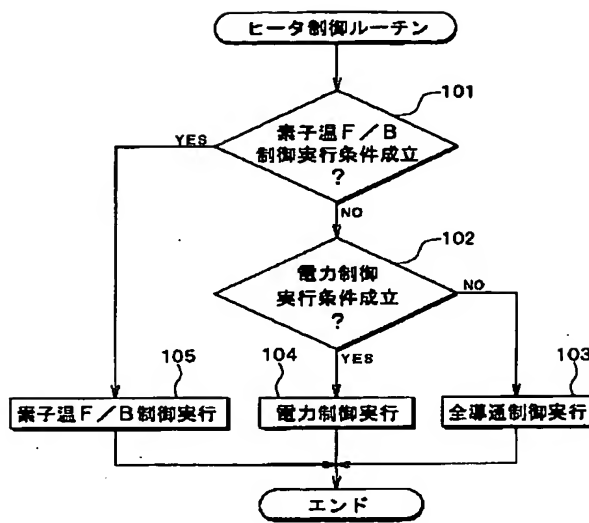 ヒータ制御ルーチン
101
素子温F/B
制御実行条件成立
?
YES
NO
102
電力制御
実行条件成立
?
NO
YES
105
素子温F/B制御実行
104
電力制御実行
103
全導通制御実行
エンド